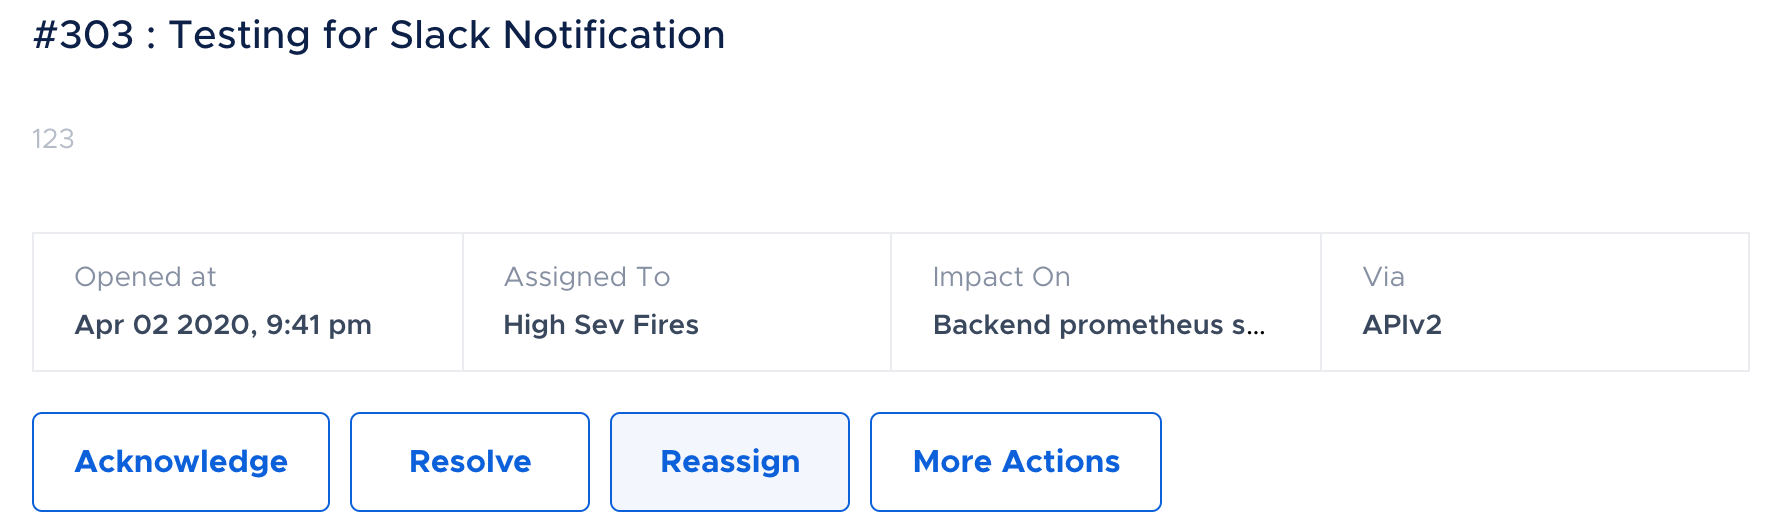 #303 : Testing for Slack Notification
123
Opened at
Assigned To
Impact On
Via
Apr 02 2020, 9:41 pm
High Sev Fires
Backend prometheus s...
APIv2
Acknowledge
Resolve
Reassign
More Actions